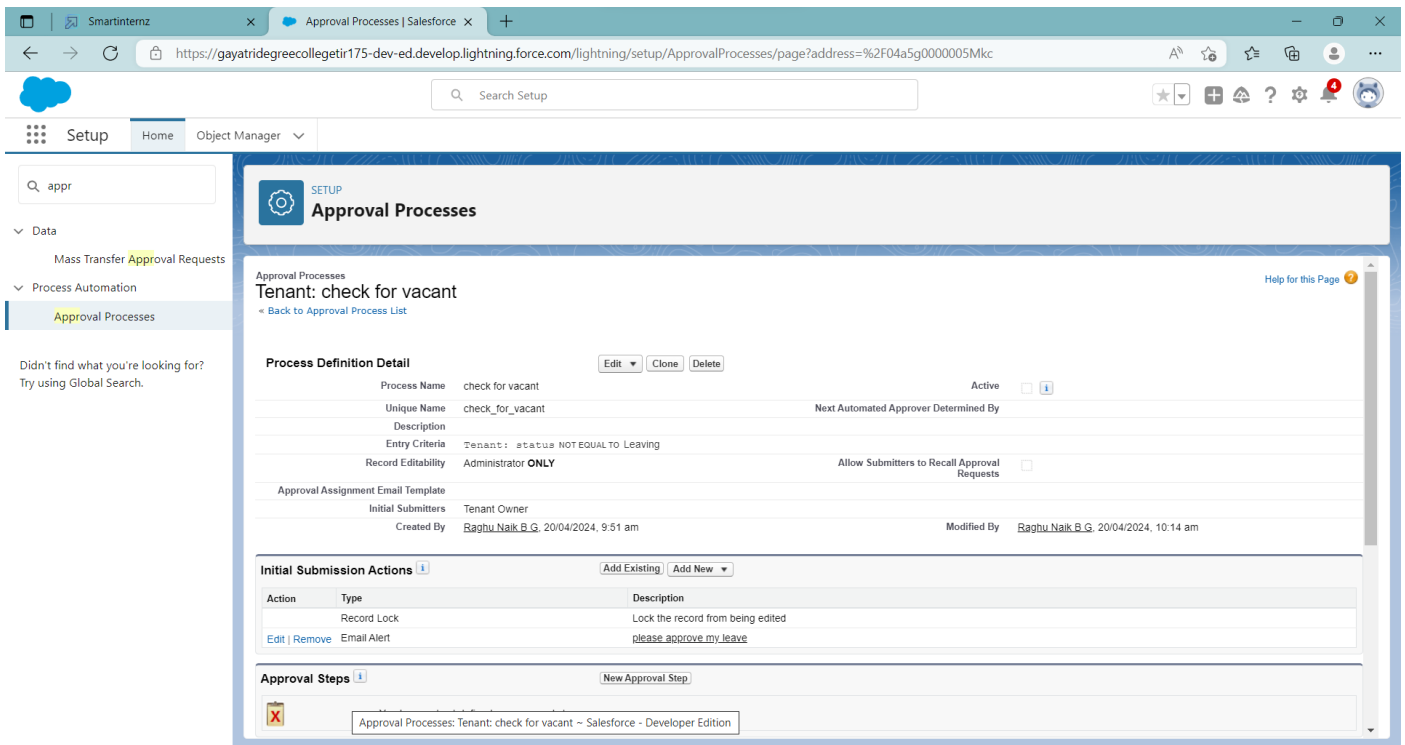 Smartinternz
Approval Processes | Salesforce
https://gayatridegreecollegetir175-dev-ed.develop.lightning.force.com/lightning/setup/ApprovalProcesses/page?address=%2F04a5g0000005Mkc
Search Setup
4
Setup Home Object Manager
appr
SETUP
Approval Processes
Data
Mass Transfer Approval Requests
Process Automation
Approval Processes
Didn't find what you're looking for?
Try using Global Search.
Approval Processes
Tenant: check for vacant
« Back to Approval Process List
Help for this Page ?
Process Definition Detail Edit Clone Delete
Process Name check for vacant Active i
Unique Name check_for_vacant Next Automated Approver Determined By
Description
Entry Criteria Tenant: status NOT EQUAL TO Leaving
Record Editability Administrator ONLY Allow Submitters to Recall Approval
Requests
Approval Assignment Email Template
Initial Submitters Tenant Owner
Created By Raghu Naik B G, 20/04/2024, 9:51 am Modified By Raghu Naik B G, 20/04/2024, 10:14 am
Initial Submission Actions i Add Existing Add New
Action Type Description
Record Lock Lock the record from being edited
Edit | Remove Email Alert please approve my leave
Approval Steps i New Approval Step
Approval Processes: Tenant: check for vacant ~ Salesforce - Developer Edition